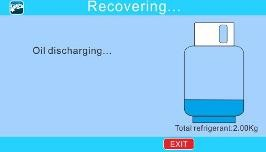 Recovering...
Oil discharging...
Total refrigerant:2.00Kg
EXIT